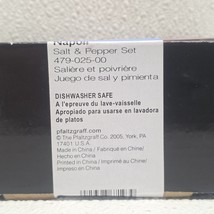 Napoli
Salt & Pepper Set
479-025-00
Salière et poivrière
Juego de sal y pimienta
DISHWASHER SAFE
A l'epreuve du lave-vaisselle
Apropiado para usarse en lavadora
de platos
pfaltzgraff.com
© The Pfaltzgraff Co. 2005, York, PA
17401 U.S.A.
Made in China/ Fabriqué en Chine/
Hecho en China
Printed in China/ Imprimé en Chine/
Impreso en China